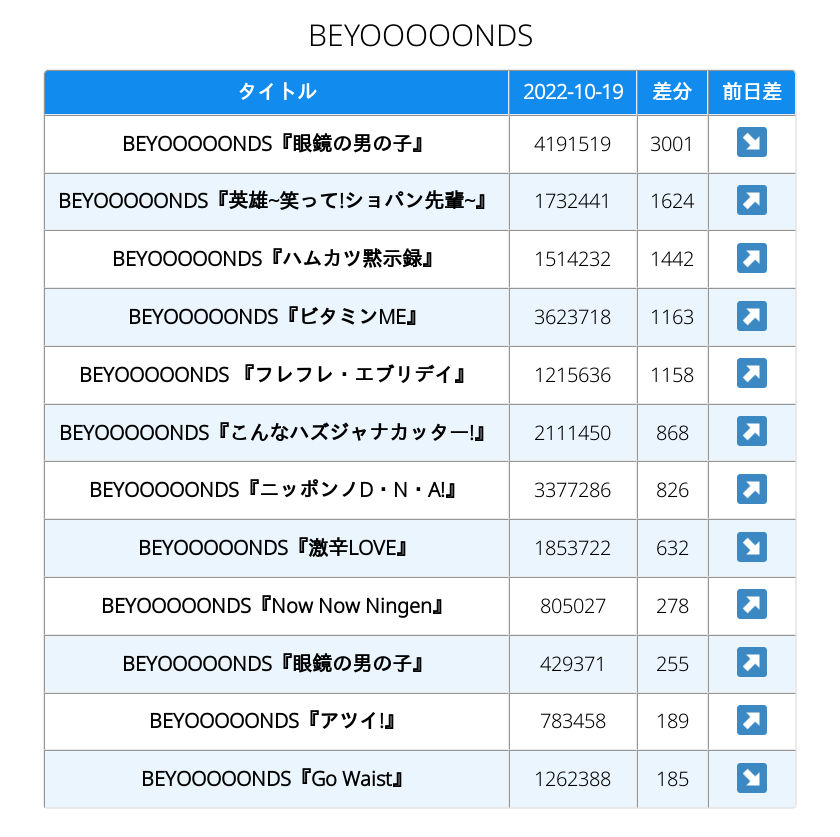 BEYOOOOONDS
タイトル 2022-10-19 差分 前日差
BEYOOOOONDS『眼鏡の男の子』 4191519 3001 ↘
BEYOOOOONDS『英雄~笑って!ショパン先輩~』 1732441 1624 ↗
BEYOOOOONDS『ハムカツ黙示録』 1514232 1442 ↗
BEYOOOOONDS『ビタミンME』 3623718 1163 ↗
BEYOOOOONDS 『フレフレ・エブリデイ』 1215636 1158 ↗
BEYOOOOONDS『こんなハズジャナカッター!』 2111450 868 ↗
BEYOOOOONDS『ニッポンノD・N・A!』 3377286 826 ↗
BEYOOOOONDS『激辛LOVE』 1853722 632 ↘
BEYOOOOONDS『Now Now Ningen』 805027 278 ↗
BEYOOOOONDS『眼鏡の男の子』 429371 255 ↗
BEYOOOOONDS『アツイ!』 783458 189 ↗
BEYOOOOONDS『Go Waist』 1262388 185 ↘